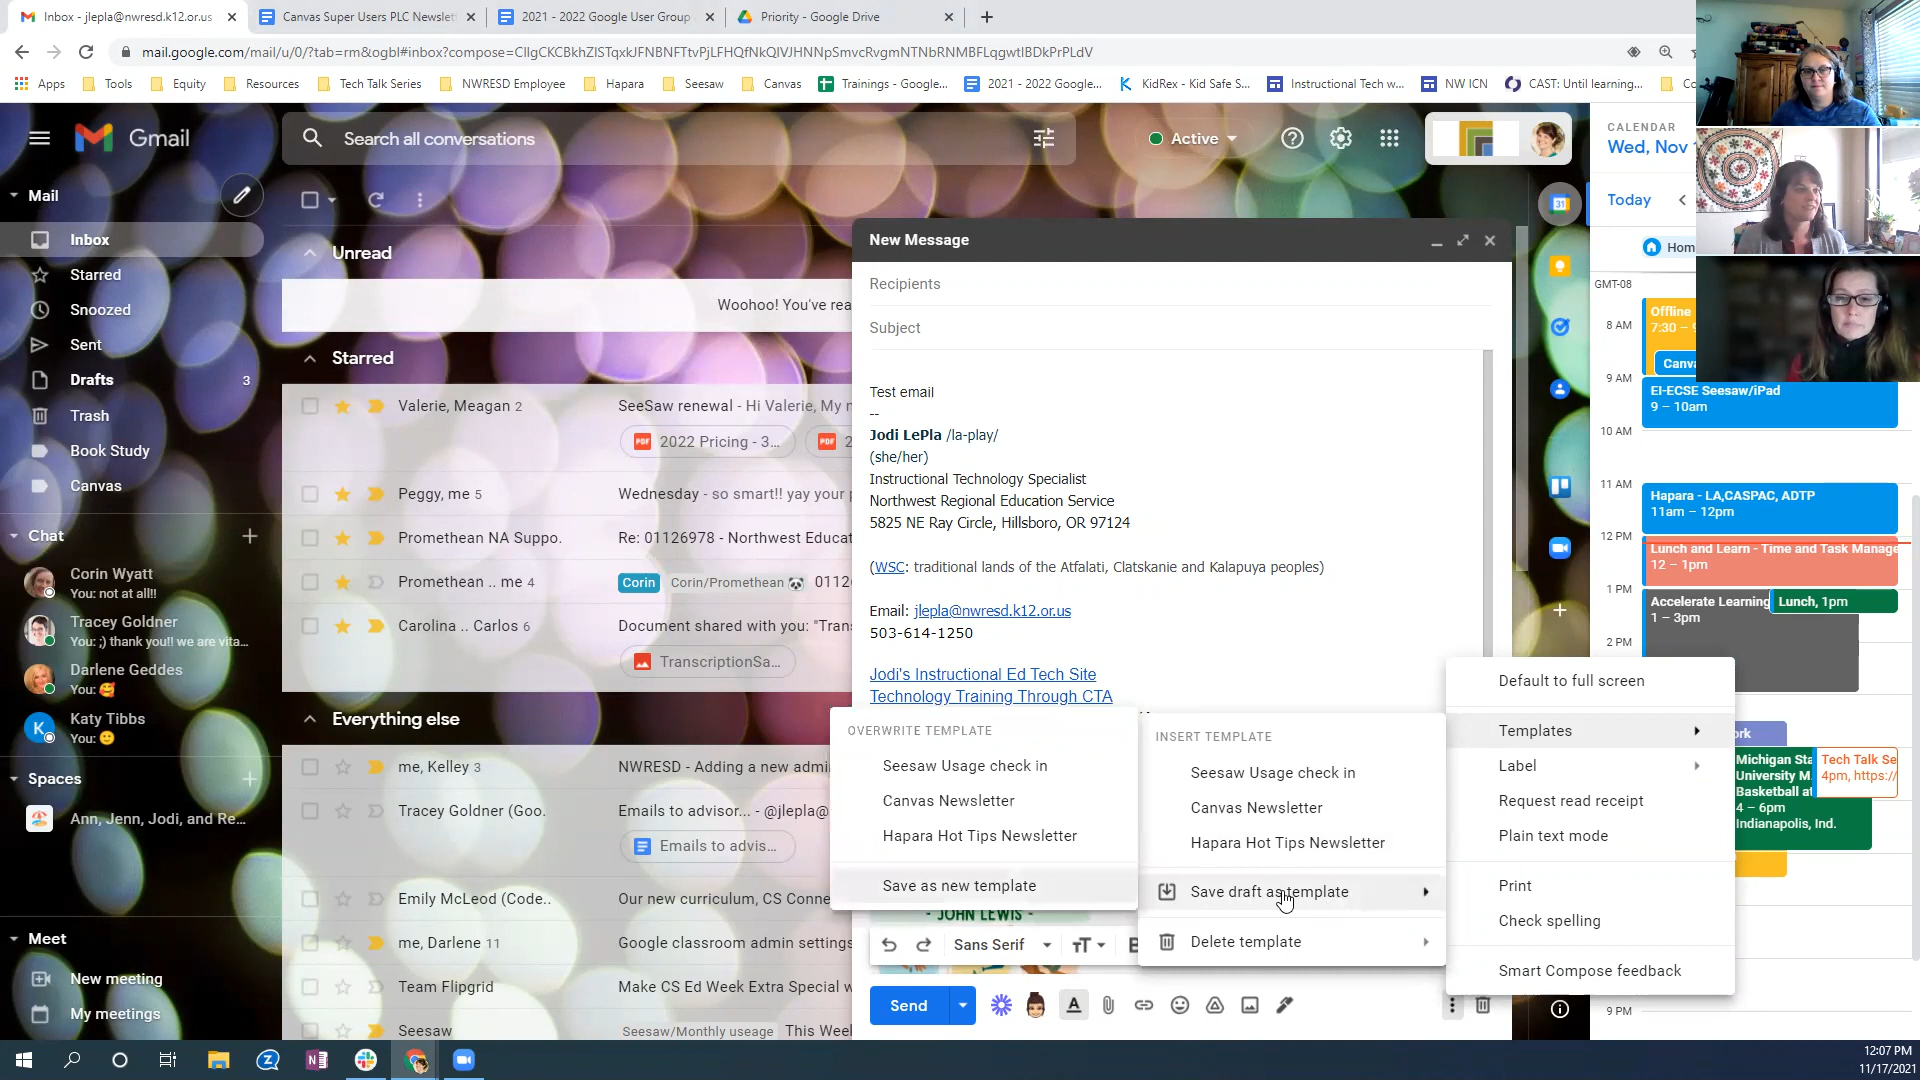 Inbox - jlepla@nwresd.k12.or.us
Canvas Super Users PLC Newslet
2021 - 2022 Google User Group
Priority - Google Drive
mail.google.com/mail/u/0/?tab=rm&ogbl#inbox?compose=CllgCKCBkhZlSTqxkJFNBNFTtvPjLFHQfNkQlVJHNNpSmvcRvgmNTNbRNMBFLqgwtlBDkPrPLdV
Apps
Tools
Equity
Resources
Tech Talk Series
NWRESD Employee
Hapara
Seesaw
Canvas
Trainings - Google...
2021 - 2022 Google...
KidRex - Kid Safe S...
Instructional Tech w...
NW ICN
CAST: Until learning...
Gmail
Search all conversations
Active
Mail
Inbox
Starred
Snoozed
Sent
Drafts 3
Trash
Book Study
Canvas
Chat
Corin Wyatt
You: not at all!!
Tracey Goldner
You: ;) thank you!! we are vita...
Darlene Geddes
You: 🥰
K
Katy Tibbs
You: 🙂
Spaces
Ann, Jenn, Jodi, and Re...
Meet
New meeting
My meetings
Unread
Woohoo! You've rea
Starred
Valerie, Meagan 2
SeeSaw renewal - Hi Valerie, My n
PDF 2022 Pricing - 3...
PDF 2
Peggy, me 5
Wednesday - so smart!! yay your p
Promethean NA Suppo.
Re: 01126978 - Northwest Educat
Promethean .. me 4
Corin Corin/Promethean 🐼 0112
Carolina .. Carlos 6
Document shared with you: "Tran
TranscriptionSa...
Everything else
me, Kelley 3
NWRESD - Adding a new admi
Tracey Goldner (Goo.
Emails to advisor... - @jlepla@
Emails to advis...
Emily McLeod (Code..
Our new curriculum, CS Conne
me, Darlene 11
Google classroom admin settings
Team Flipgrid
Make CS Ed Week Extra Special w
Seesaw
Seesaw/Monthly useage This Week
New Message
Recipients
Subject
Test email
--
Jodi LePla /la-play/
(she/her)
Instructional Technology Specialist
Northwest Regional Education Service
5825 NE Ray Circle, Hillsboro, OR 97124
(WSC: traditional lands of the Atfalati, Clatskanie and Kalapuya peoples)
Email: jlepla@nwresd.k12.or.us
503-614-1250
Jodi's Instructional Ed Tech Site
Technology Training Through CTA
- JOHN LEWIS -
Sans Serif
Send
OVERWRITE TEMPLATE
Seesaw Usage check in
Canvas Newsletter
Hapara Hot Tips Newsletter
Save as new template
INSERT TEMPLATE
Seesaw Usage check in
Canvas Newsletter
Hapara Hot Tips Newsletter
Save draft as template
Delete template
Default to full screen
Templates
Label
Request read receipt
Plain text mode
Print
Check spelling
Smart Compose feedback
31
CALENDAR
Wed, Nov
Today
Hom
GMT-08
8 AM
9 AM
10 AM
11 AM
12 PM
1 PM
2 PM
9 PM
Offline
7:30 - 9
Canva
EI-ECSE Seesaw/iPad
9 – 10am
Hapara - LA,CASPAC, ADTP
11am – 12pm
Lunch and Learn - Time and Task Manage
12 – 1pm
Accelerate Learning
1 – 3pm
Lunch, 1pm
ork
Michigan Sta
University M.
Basketball at
4 – 6pm
Indianapolis, Ind.
Tech Talk Se
4pm, https://
12:07 PM
11/17/2021